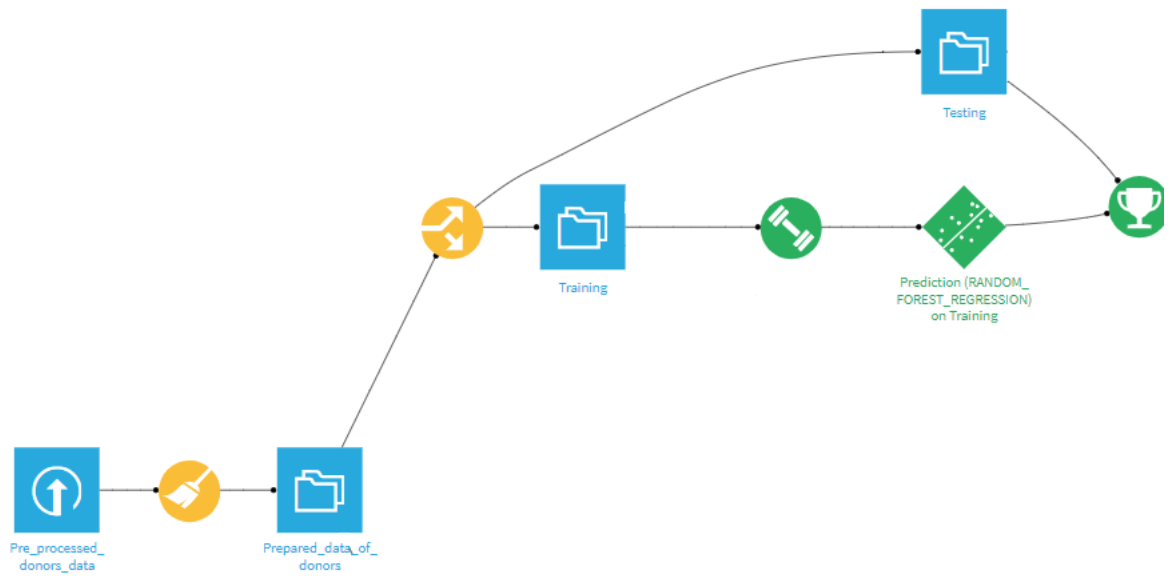 Testing
Training
Prediction (RANDOM_
FOREST_REGRESSION)
on Training
Pre_processed_
donors_data
Prepared_data_of_
donors